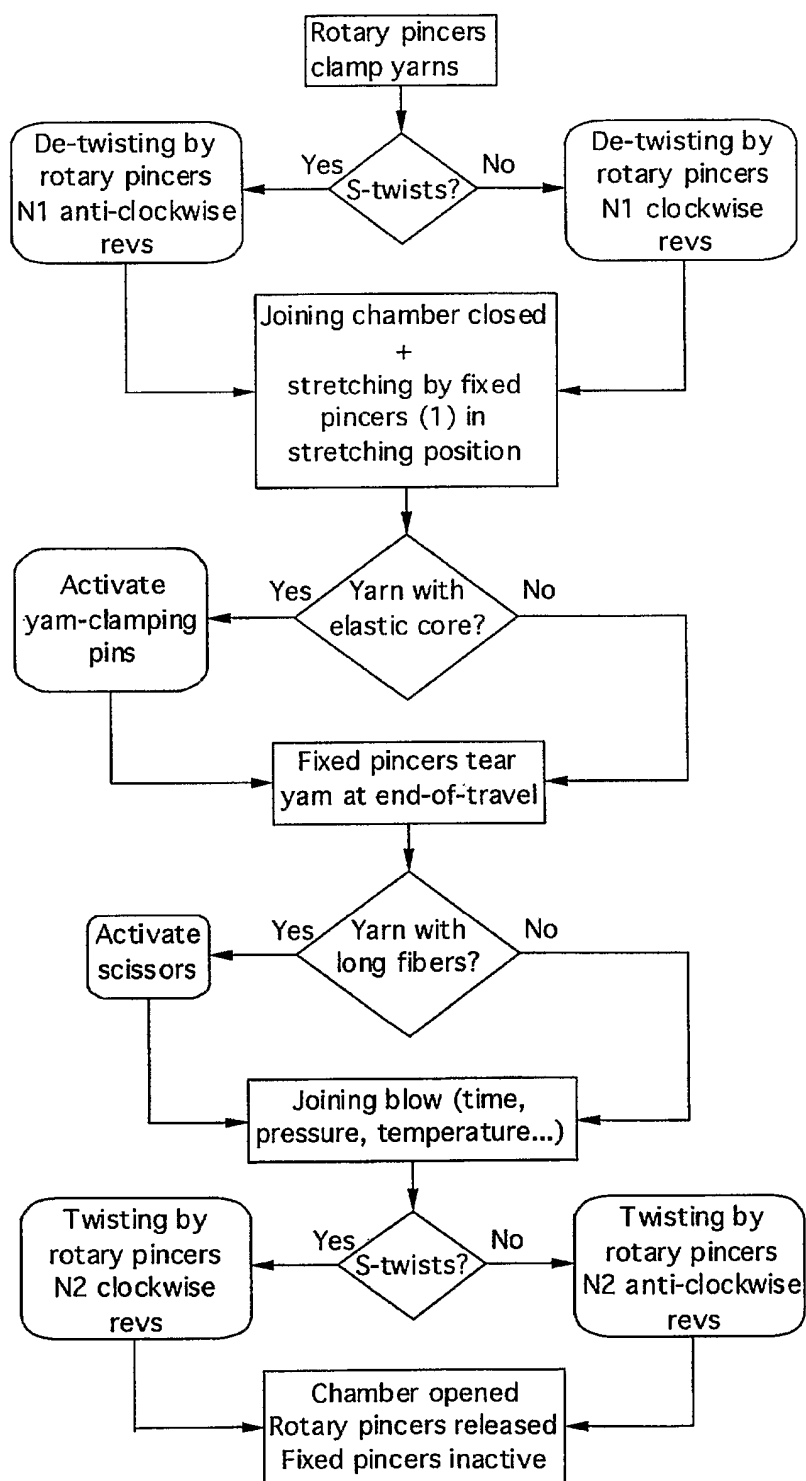 Rotary pincers
clamp yarns
S-twists?
Yes
No
De-twisting by
rotary pincers
N1 anti-clockwise
revs
De-twisting by
rotary pincers
N1 clockwise
revs
Joining chamber closed
+
stretching by fixed
pincers (1) in
stretching position
Yarn with
elastic core?
Yes
No
Activate
yam-clamping
pins
Fixed pincers tear
yam at end-of-travel
Yarn with
long fibers?
Yes
No
Activate
scissors
Joining blow (time,
pressure, temperature...)
S-twists?
Yes
No
Twisting by
rotary pincers
N2 clockwise
revs
Twisting by
rotary pincers
N2 anti-clockwise
revs
Chamber opened
Rotary pincers released
Fixed pincers inactive